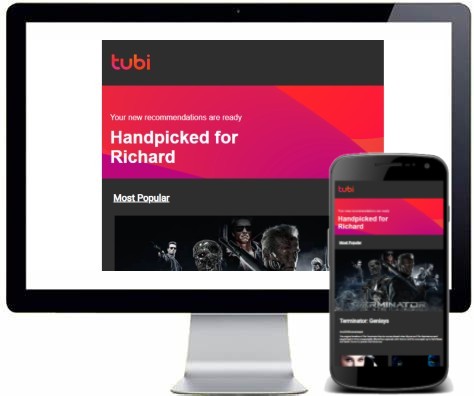 tubi
Your new recommendations are ready
Handpicked for
Richard
Most Popular
tubi
Your new recommendations are ready
Handpicked for
Richard
Most Popular
TERMINATOR
Terminator: Genisys